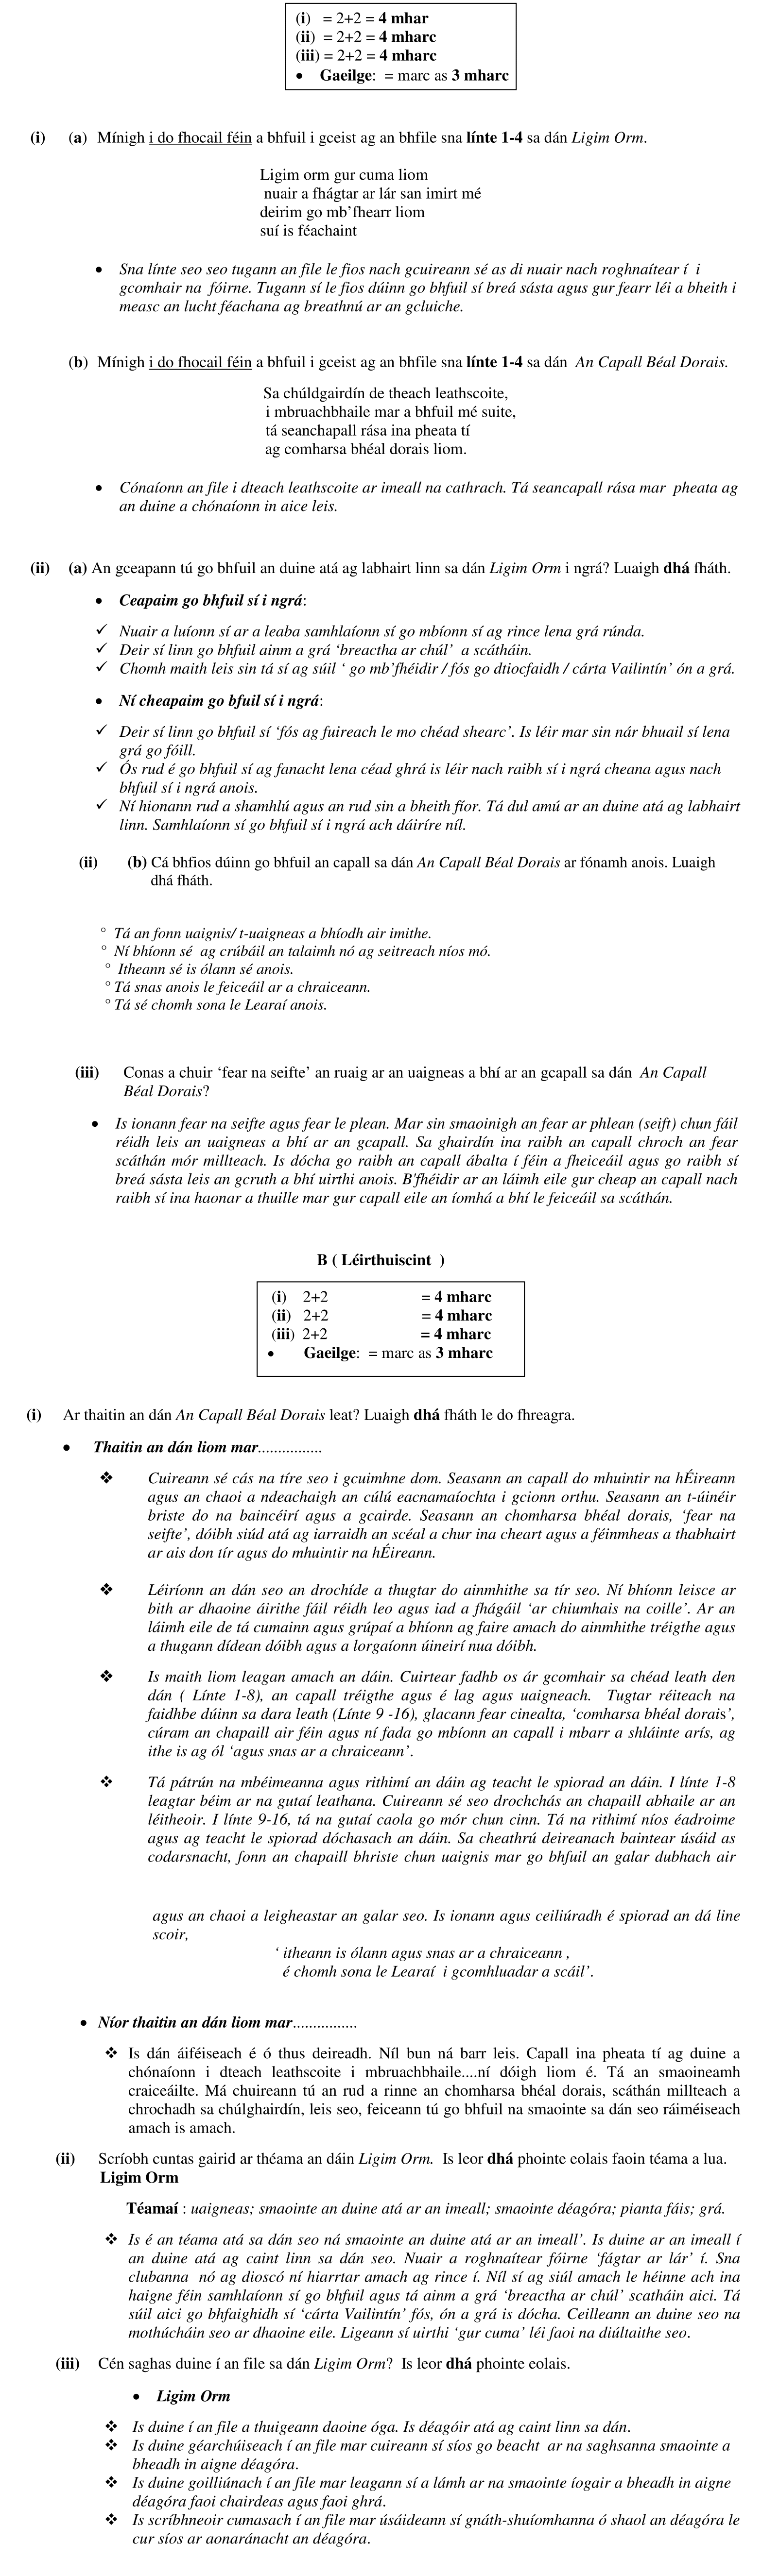 (i) = 2+2 = 4 mhar
(ii) = 2+2 = 4 mharc
(iii) = 2+2 = 4 mharc
• Gaeilge: = marc as 3 mharc
(i) (a) Mínigh i do fhocail féin a bhfuil i gceist ag an bhfile sna línte 1-4 sa dán Ligim Orm.
Ligim orm gur cuma liom
nuair a fhágtar ar lár san imirt mé
deirim go mb'fhearr liom
suí is féachaint
• Sna línte seo seo tugann an file le fios nach gcuireann sé as di nuair nach roghnaítear í i
gcomhair na fóirne. Tugann sí le fios dúinn go bhfuil sí breá sásta agus gur fearr léi a bheith i
measc an lucht féachana ag breathnú ar an gcluiche.
(b) Mínigh i do fhocail féin a bhfuil i gceist ag an bhfile sna línte 1-4 sa dán An Capall Béal Dorais.
Sa chúldgairdín de theach leathscoite,
i mbruachbhaile mar a bhfuil mé suite,
tá seanchapall rása ina pheata tí
ag comharsa bhéal dorais liom.
• Cónaíonn an file i dteach leathscoite ar imeall na cathrach. Tá seancapall rása mar pheata ag
an duine a chónaíonn in aice leis.
(ii) (a) An gceapann tú go bhfuil an duine atá ag labhairt linn sa dán Ligim Orm i ngrá? Luaigh dhá fháth.
• Ceapaim go bhfuil sí i ngrá:
✓ Nuair a luíonn sí ar a leaba samhlaíonn sí go mbíonn sí ag rince lena grá rúnda.
✓ Deir sí linn go bhfuil ainm a grá 'breactha ar chúl' a scátháin.
✓ Chomh maith leis sin tá sí ag súil ' go mb'fhéidir / fós go dtiocfaidh / cárta Vailintín' ón a grá.
• Ní cheapaim go bfuil sí i ngrá:
✓ Deir sí linn go bhfuil sí 'fós ag fuireach le mo chéad shearc'. Is léir mar sin nár bhuail sí lena
grá go fóill.
✓ Ós rud é go bhfuil sí ag fanacht lena céad ghrá is léir nach raibh sí i ngrá cheana agus nach
bhfuil sí i ngrá anois.
✓ Ní hionann rud a shamhlú agus an rud sin a bheith fíor. Tá dul amú ar an duine atá ag labhairt
linn. Samhlaíonn sí go bhfuil sí i ngrá ach dáiríre níl.
(ii) (b) Cá bhfios dúinn go bhfuil an capall sa dán An Capall Béal Dorais ar fónamh anois. Luaigh
dhá fháth.
° Tá an fonn uaignis/ t-uaigneas a bhíodh air imithe.
° Ní bhíonn sé ag crúbáil an talaimh nó ag seitreach níos mó.
° Itheann sé is ólann sé anois.
° Tá snas anois le feiceáil ar a chraiceann.
° Tá sé chomh sona le Learaí anois.
(iii) Conas a chuir 'fear na seifte' an ruaig ar an uaigneas a bhí ar an gcapall sa dán An Capall
Béal Dorais?
• Is ionann fear na seifte agus fear le plean. Mar sin smaoinigh an fear ar phlean (seift) chun fáil
réidh leis an uaigneas a bhí ar an gcapall. Sa ghairdín ina raibh an capall chroch an fear
scáthán mór millteach. Is dócha go raibh an capall ábalta í féin a fheiceáil agus go raibh sí
breá sásta leis an gcruth a bhí uirthi anois. B'fhéidir ar an láimh eile gur cheap an capall nach
raibh sí ina haonar a thuille mar gur capall eile an íomhá a bhí le feiceáil sa scáthán.
B ( Léirthuiscint )
(i) 2+2 = 4 mharc
(ii) 2+2 = 4 mharc
(iii) 2+2 = 4 mharc
• Gaeilge: = marc as 3 mharc
(i) Ar thaitin an dán An Capall Béal Dorais leat? Luaigh dhá fháth le do fhreagra.
• Thaitin an dán liom mar................
❖ Cuireann sé cás na tíre seo i gcuimhne dom. Seasann an capall do mhuintir na hÉireann
agus an chaoi a ndeachaigh an cúlú eacnamaíochta i gcionn orthu. Seasann an t-úinéir
briste do na baincéirí agus a gcairde. Seasann an chomharsa bhéal dorais, 'fear na
seifte', dóibh siúd atá ag iarraidh an scéal a chur ina cheart agus a féinmheas a thabhairt
ar ais don tír agus do mhuintir na hÉireann.
❖ Léiríonn an dán seo an drochíde a thugtar do ainmhithe sa tír seo. Ní bhíonn leisce ar
bith ar dhaoine áirithe fáil réidh leo agus iad a fhágáil 'ar chiumhais na coille'. Ar an
láimh eile de tá cumainn agus grúpaí a bhíonn ag faire amach do ainmhithe tréigthe agus
a thugann dídean dóibh agus a lorgaíonn úineirí nua dóibh.
❖ Is maith liom leagan amach an dáin. Cuirtear fadhb os ár gcomhair sa chéad leath den
dán ( Línte 1-8), an capall tréigthe agus é lag agus uaigneach. Tugtar réiteach na
faidhbe dúinn sa dara leath (Línte 9 -16), glacann fear cinealta, 'comharsa bhéal dorais',
cúram an chapaill air féin agus ní fada go mbíonn an capall i mbarr a shláinte arís, ag
ithe is ag ól 'agus snas ar a chraiceann'.
❖ Tá pátrún na mbéimeanna agus rithimí an dáin ag teacht le spiorad an dáin. I línte 1-8
leagtar béim ar na gutaí leathana. Cuireann sé seo drochchás an chapaill abhaile ar an
léitheoir. I línte 9-16, tá na gutaí caola go mór chun cinn. Tá na rithimí níos éadroime
agus ag teacht le spiorad dóchasach an dáin. Sa cheathrú deireanach baintear úsáid as
codarsnacht, fonn an chapaill bhriste chun uaignis mar go bhfuil an galar dubhach air
agus an chaoi a leigheastar an galar seo. Is ionann agus ceiliúradh é spiorad an dá line
scoir,
' itheann is ólann agus snas ar a chraiceann ,
é chomh sona le Learaí i gcomhluadar a scáil'.
• Níor thaitin an dán liom mar................
❖ Is dán áiféiseach é ó thus deireadh. Níl bun ná barr leis. Capall ina pheata tí ag duine a
chónaíonn i dteach leathscoite i mbruachbhaile....ní dóigh liom é. Tá an smaoineamh
craiceáilte. Má chuireann tú an rud a rinne an chomharsa bhéal dorais, scáthán millteach a
chrochadh sa chúlghairdín, leis seo, feiceann tú go bhfuil na smaointe sa dán seo ráiméiseach
amach is amach.
(ii) Scríobh cuntas gairid ar théama an dáin Ligim Orm. Is leor dhá phointe eolais faoin téama a lua.
Ligim Orm
Téamaí : uaigneas; smaointe an duine atá ar an imeall; smaointe déagóra; pianta fáis; grá.
❖ Is é an téama atá sa dán seo ná smaointe an duine atá ar an imeall'. Is duine ar an imeall í
an duine atá ag caint linn sa dán seo. Nuair a roghnaítear fóirne 'fágtar ar lár' í. Sna
clubanna nó ag dioscó ní hiarrtar amach ag rince í. Níl sí ag siúl amach le héinne ach ina
haigne féin samhlaíonn sí go bhfuil agus tá ainm a grá 'breactha ar chúl' scatháin aici. Tá
súil aici go bhfaighidh sí 'cárta Vailintín' fós, ón a grá is dócha. Ceilleann an duine seo na
mothúcháin seo ar dhaoine eile. Ligeann sí uirthi 'gur cuma' léi faoi na diúltaithe seo.
(iii) Cén saghas duine í an file sa dán Ligim Orm? Is leor dhá phointe eolais.
• Ligim Orm
❖ Is duine í an file a thuigeann daoine óga. Is déagóir atá ag caint linn sa dán.
❖ Is duine géarchúiseach í an file mar cuireann sí síos go beacht ar na saghsanna smaointe a
bheadh in aigne déagóra.
❖ Is duine goilliúnach í an file mar leagann sí a lámh ar na smaointe íogair a bheadh in aigne
déagóra faoi chairdeas agus faoi ghrá.
❖ Is scríbhneoir cumasach í an file mar úsáideann sí gnáth-shuíomhanna ó shaol an déagóra le
cur síos ar aonaránacht an déagóra.